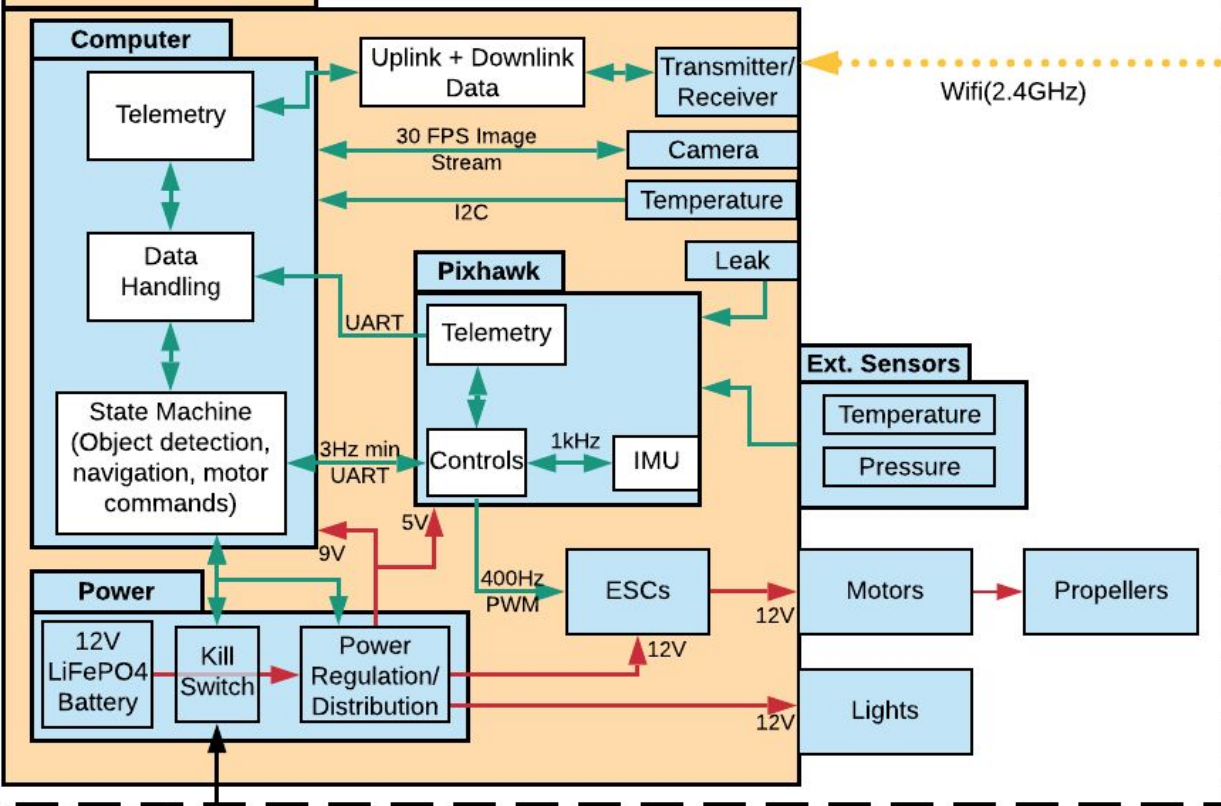 Computer
Telemetry
Uplink + Downlink
Data
Transmitter/
Receiver
Wifi(2.4GHz)
30 FPS Image
Stream
Camera
I2C
Temperature
Data
Handling
Leak
Pixhawk
UART
Telemetry
Ext. Sensors
Temperature
Pressure
State Machine
(Object detection,
navigation, motor
commands)
3Hz min
UART
Controls
1kHz
IMU
9V
5V
400Hz
PWM
ESCs
12V
Motors
Propellers
Power
12V
LiFePO4
Battery
Kill
Switch
Power
Regulation/
Distribution
12V
12V
Lights